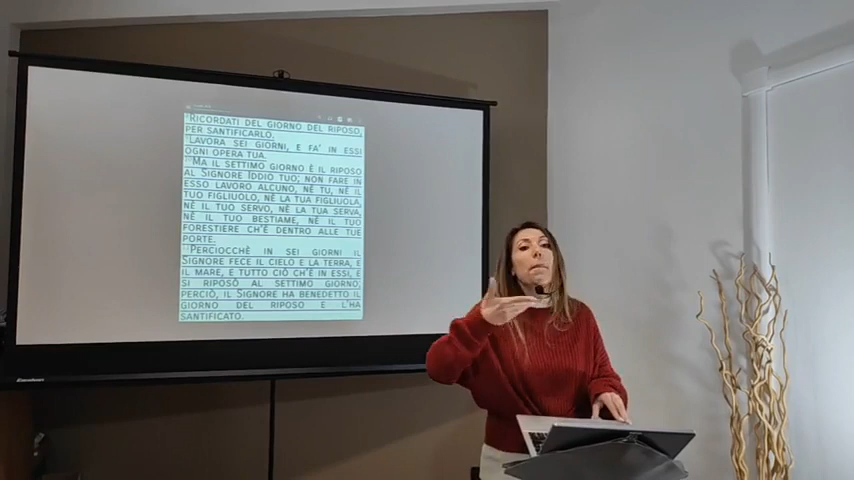 RICORDATI DEL GIORNO DEL RIPOSO,
PER SANTIFICARLO.
LAVORA SEI GIORNI, E FA' IN ESSI
OGNI OPERA TUA.
MA IL SETTIMO GIORNO È IL RIPOSO
AL SIGNORE IDDIO TUO; NON FARE IN
ESSO LAVORO ALCUNO, NÈ TU, NÈ IL
TUO FIGLIUOLO, NÈ LA TUA FIGLIUOLA,
NÈ IL TUO SERVO, NÈ LA TUA SERVA,
NÈ IL TUO BESTIAME, NÈ IL TUO
FORESTIERE CH'È DENTRO ALLE TUE
PORTE.
PERCIOCCHÈ IN SEI GIORNI IL
SIGNORE FECE IL CIELO E LA TERRA, E
IL MARE, E TUTTO CIÒ CH'È IN ESSI,
E SI RIPOSÒ AL SETTIMO GIORNO;
PERCIÒ, IL SIGNORE HA BENEDETTO IL
GIORNO DEL RIPOSO E L'HA
SANTIFICATO.